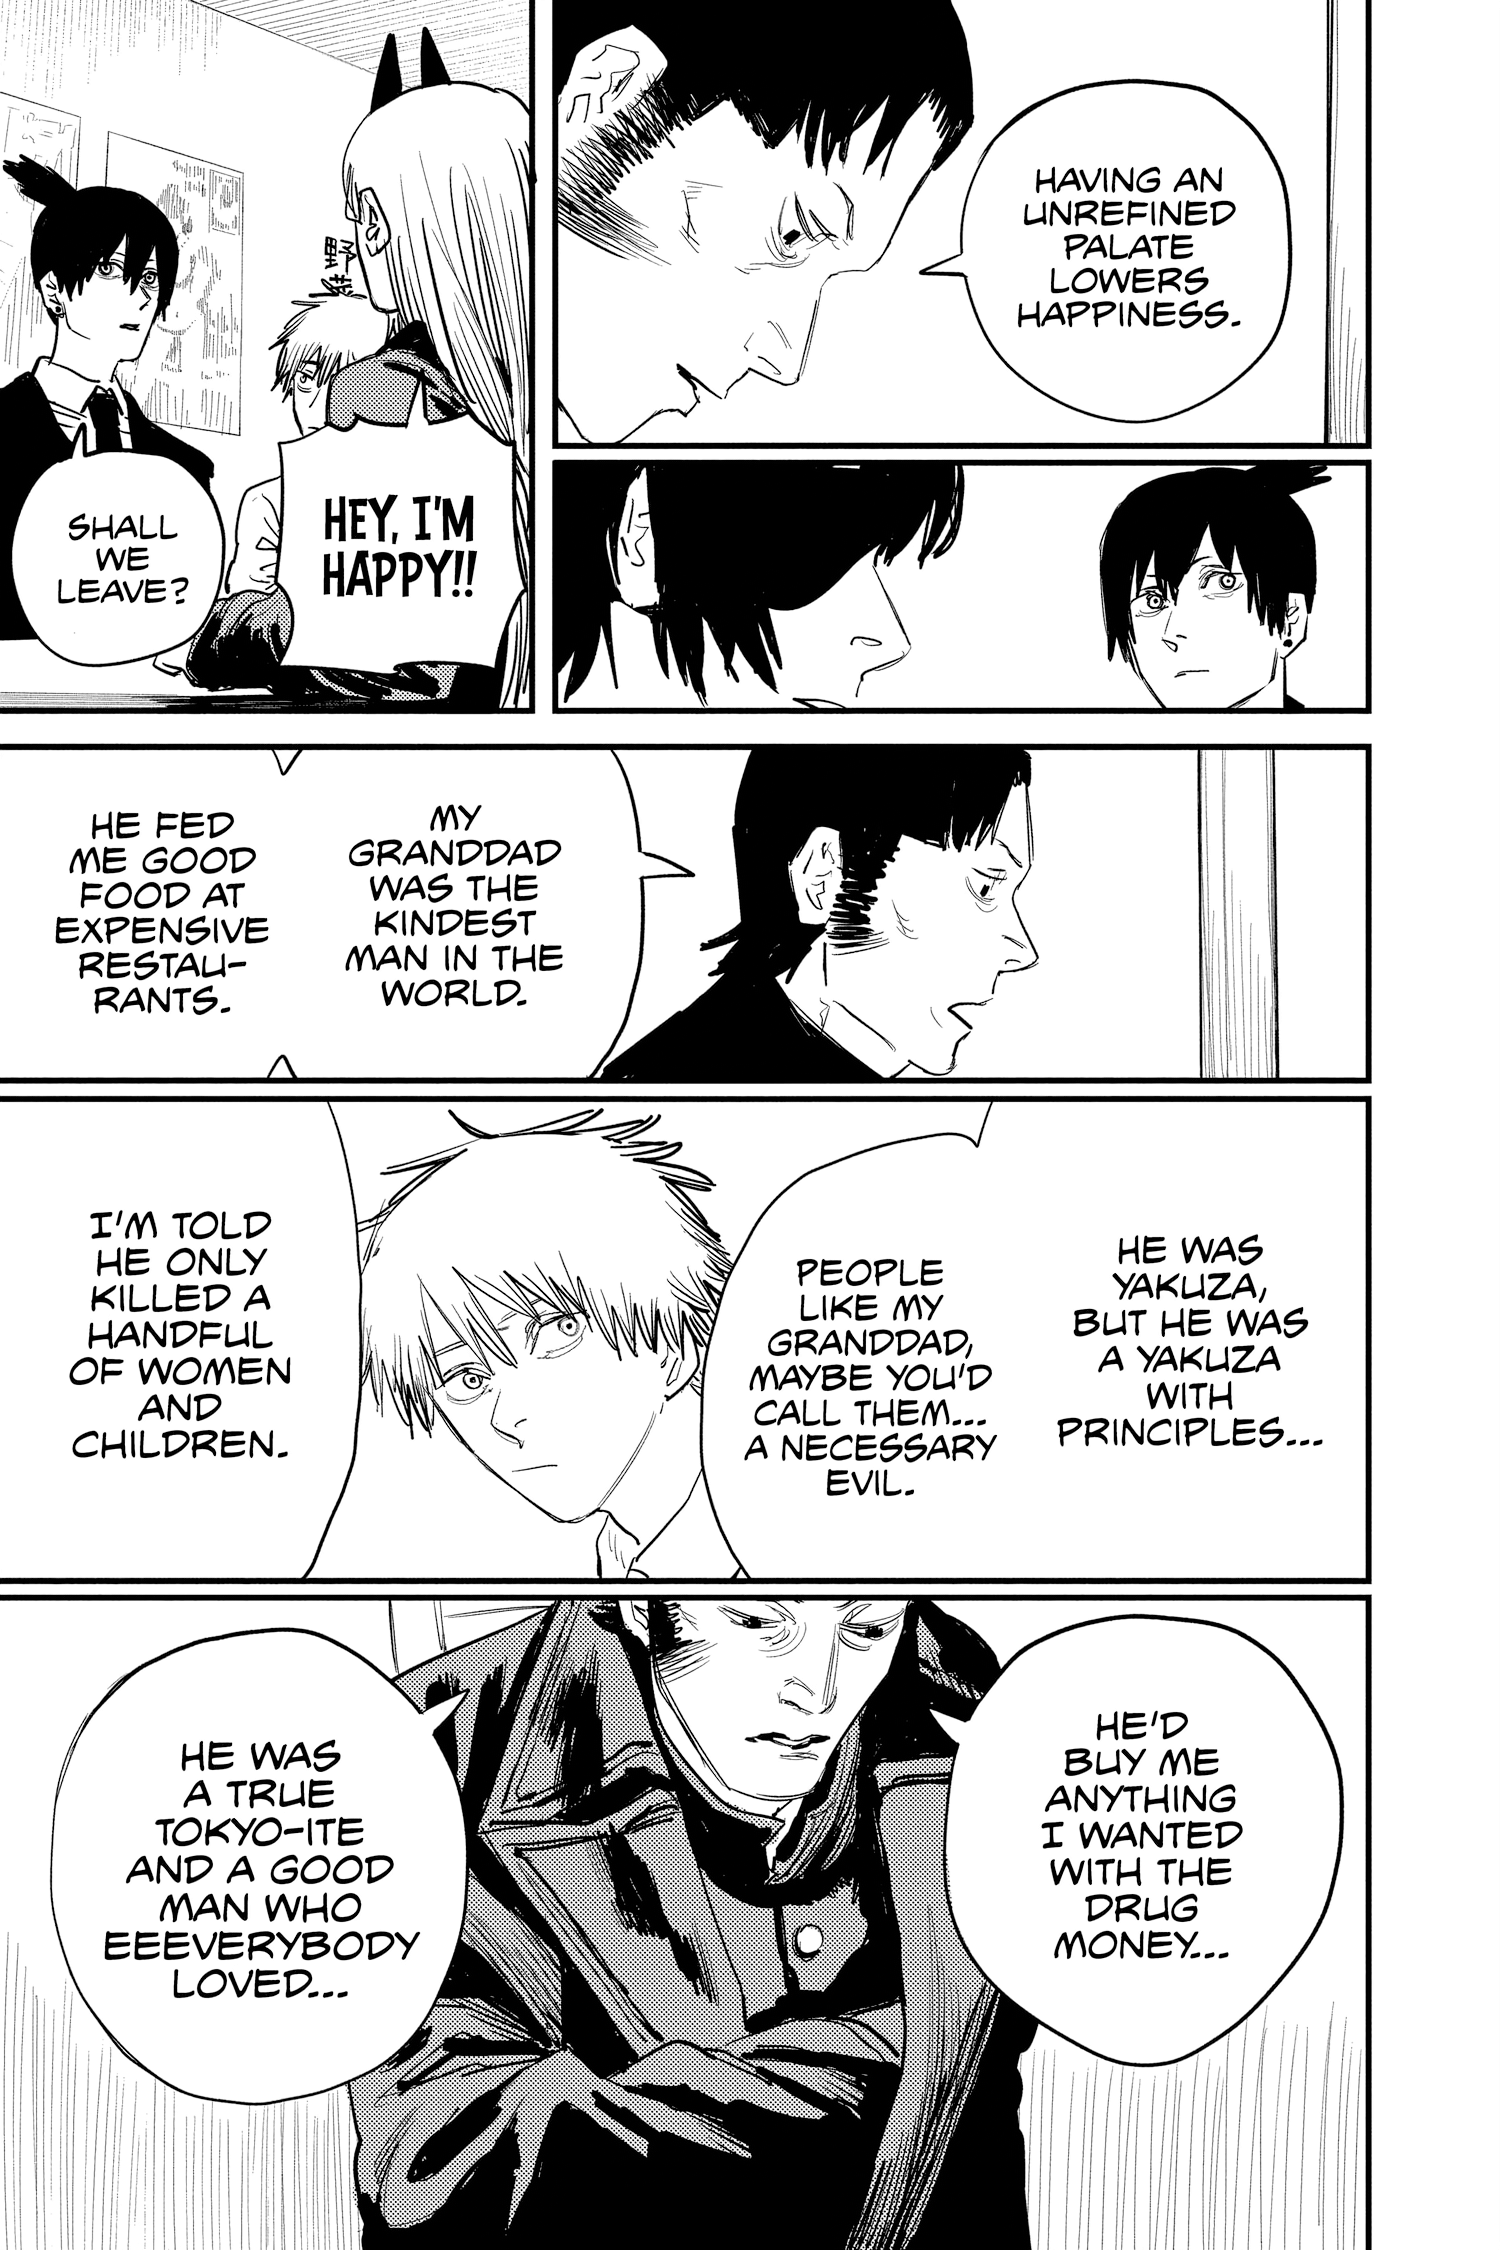 HAVING AN
UNREFINED
PALATE
LOWERS
HAPPINESS.
HEY, I'M
HAPPY!!
SHALL
WE
LEAVE?
MY
GRANDDAD
WAS THE
KINDEST
MAN IN THE
WORLD.
HE FED
ME GOOD
FOOD AT
EXPENSIVE
RESTAU-
RANTS.
HE WAS
YAKUZA,
BUT HE WAS
A YAKUZA
WITH
PRINCIPLES...
PEOPLE
LIKE MY
GRANDDAD,
MAYBE YOU'D
CALL THEM...
A NECESSARY
EVIL.
I'M TOLD
HE ONLY
KILLED A
HANDFUL
OF WOMEN
AND
CHILDREN.
HE'D
BUY ME
ANYTHING
I WANTED
WITH THE
DRUG
MONEY...
HE WAS
A TRUE
TOKYO-ITE
AND A GOOD
MAN WHO
EEEVERYBODY
LOVED...